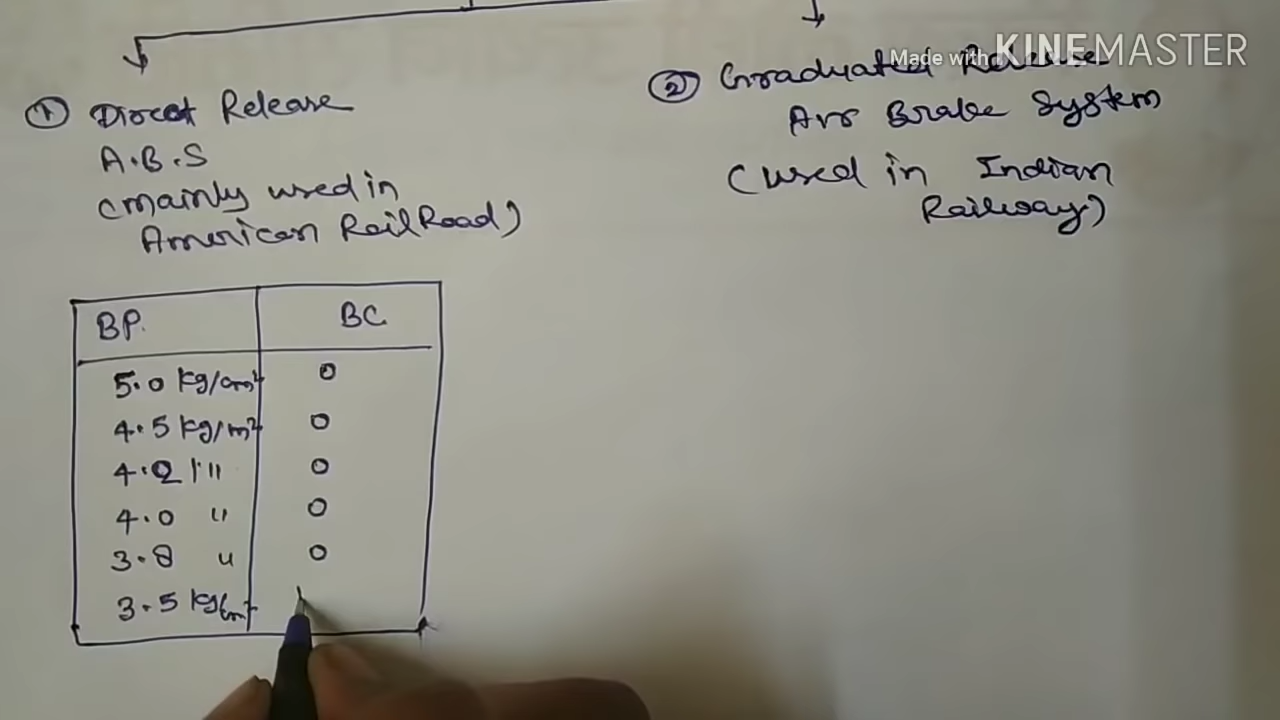 Made with KINEMASTER
① Direct Release
A.B.S
(mainly used in
American RailRoad)
② Graduated Release
Air Brake System
(used in Indian
Railway)
BP. BC
5.0 kg/cm² 0
4.5 kg/m² 0
4.2 " 0
4.0 " 0
3.8 " 0
3.5 kg/cm²